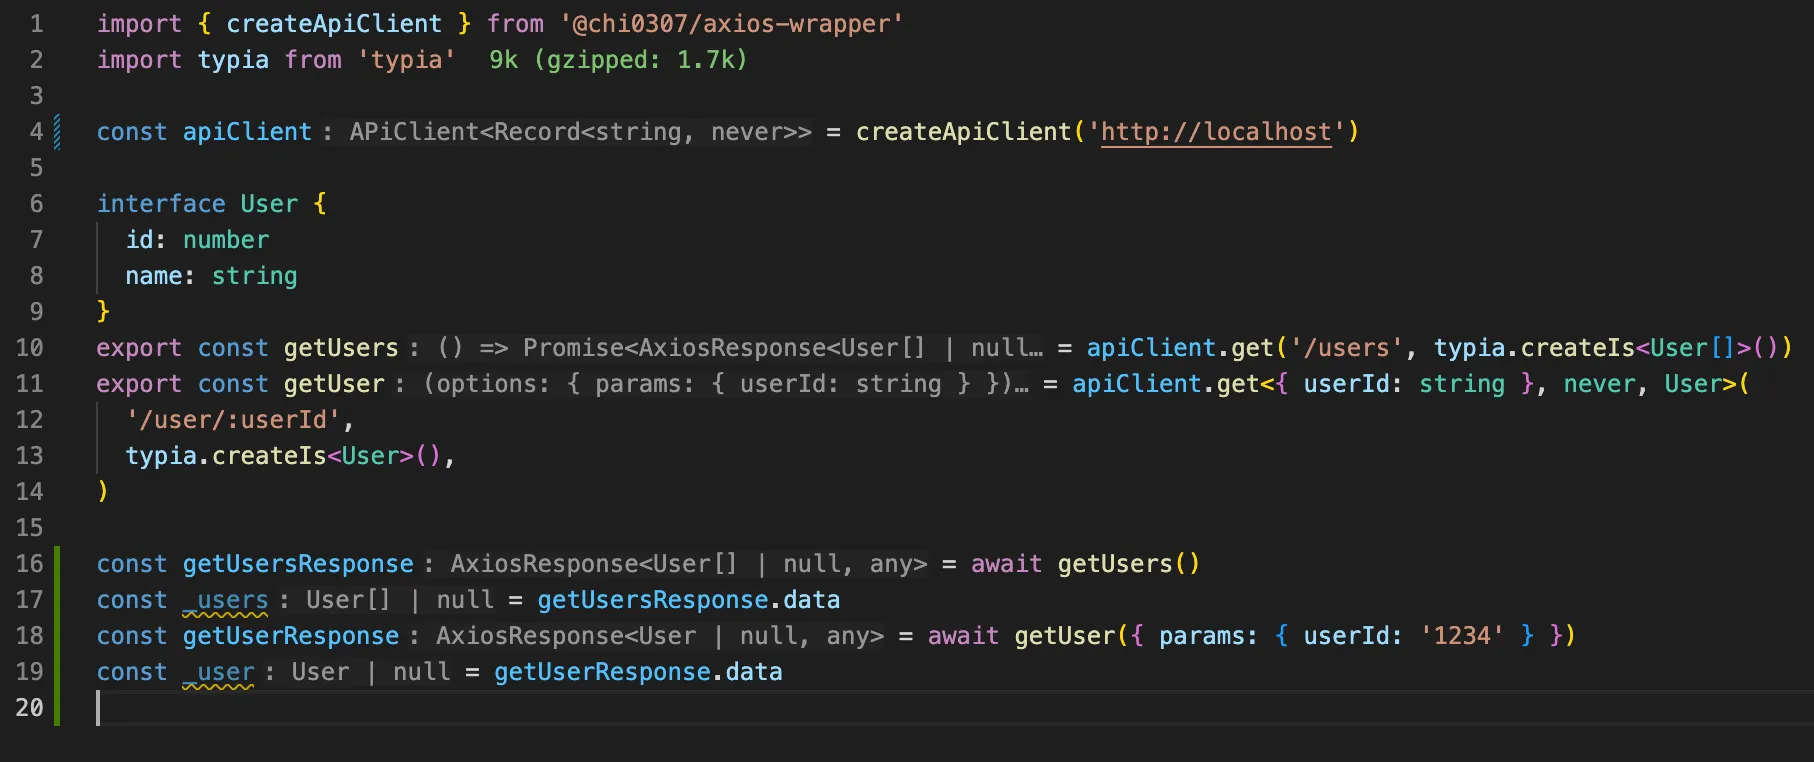 1 import { createApiClient } from '@chi0307/axios-wrapper'
2 import typia from 'typia' 9k (gzipped: 1.7k)
3
4 const apiClient: APiClient<Record<string, never>> = createApiClient('http://localhost')
5
6 interface User {
7 id: number
8 name: string
9 }
10 export const getUsers: () => Promise<AxiosResponse<User[] | null… = apiClient.get('/users', typia.createIs<User[]>())
11 export const getUser: (options: { params: { userId: string } })… = apiClient.get<{ userId: string }, never, User>(
12 '/user/:userId',
13 typia.createIs<User>(),
14 )
15
16 const getUsersResponse: AxiosResponse<User[] | null, any> = await getUsers()
17 const _users: User[] | null = getUsersResponse.data
18 const getUserResponse: AxiosResponse<User | null, any> = await getUser({ params: { userId: '1234' } })
19 const _user: User | null = getUserResponse.data
20